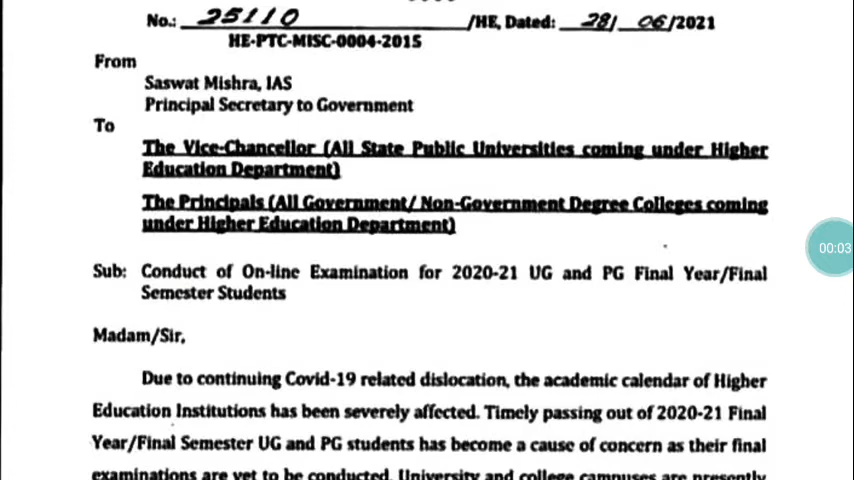 No.: 25110 /HE, Dated: 28/ 06/2021
HE-PTC-MISC-0004-2015
From
Saswat Mishra, IAS
Principal Secretary to Government
To
The Vice-Chancellor (All State Public Universities coming under Higher
Education Department)
The Principals (All Government/ Non-Government Degree Colleges coming
under Higher Education Department)
Sub: Conduct of On-line Examination for 2020-21 UG and PG Final Year/Final
Semester Students
Madam/Sir,
Due to continuing Covid-19 related dislocation, the academic calendar of Higher
Education Institutions has been severely affected. Timely passing out of 2020-21 Final
Year/Final Semester UG and PG students has become a cause of concern as their final
examinations are yet to be conducted. University and college campuses are presently
00:03